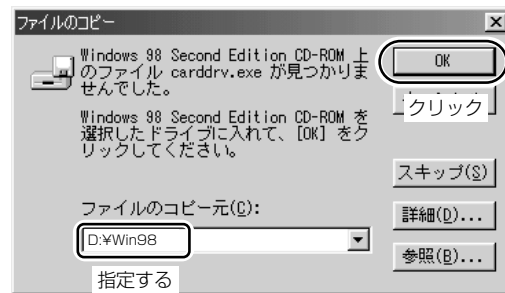 ファイルのコピー
Windows 98 Second Edition CD-ROM 上
のファイル carddrv.exe が見つかりま
せんでした。
Windows 98 Second Edition CD-ROM を
選択したドライブに入れて、[OK] をク
リックしてください。
ファイルのコピー元(C):
D:¥Win98
指定する
OK
クリック
スキップ(S)
詳細(D)...
参照(B)...